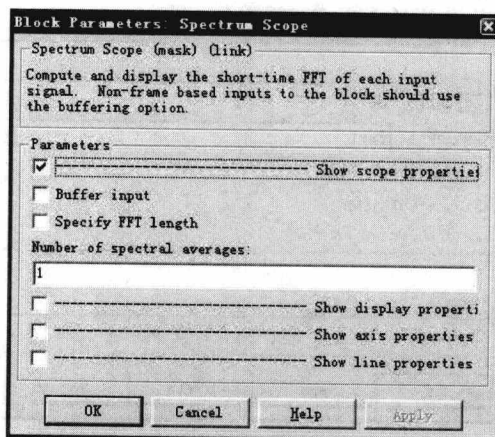 Block Parameters: Spectrum Scope
Spectrum Scope (mask) (link)
Compute and display the short-time FFT of each input
signal. Non-frame based inputs to the block should use
the buffering option.
Parameters
---------------------------- Show scope propertie
Buffer input
Specify FFT length
Number of spectral averages:
1
---------------------------- Show display properti
---------------------------- Show axis properties
---------------------------- Show line properties
OK Cancel Help Apply